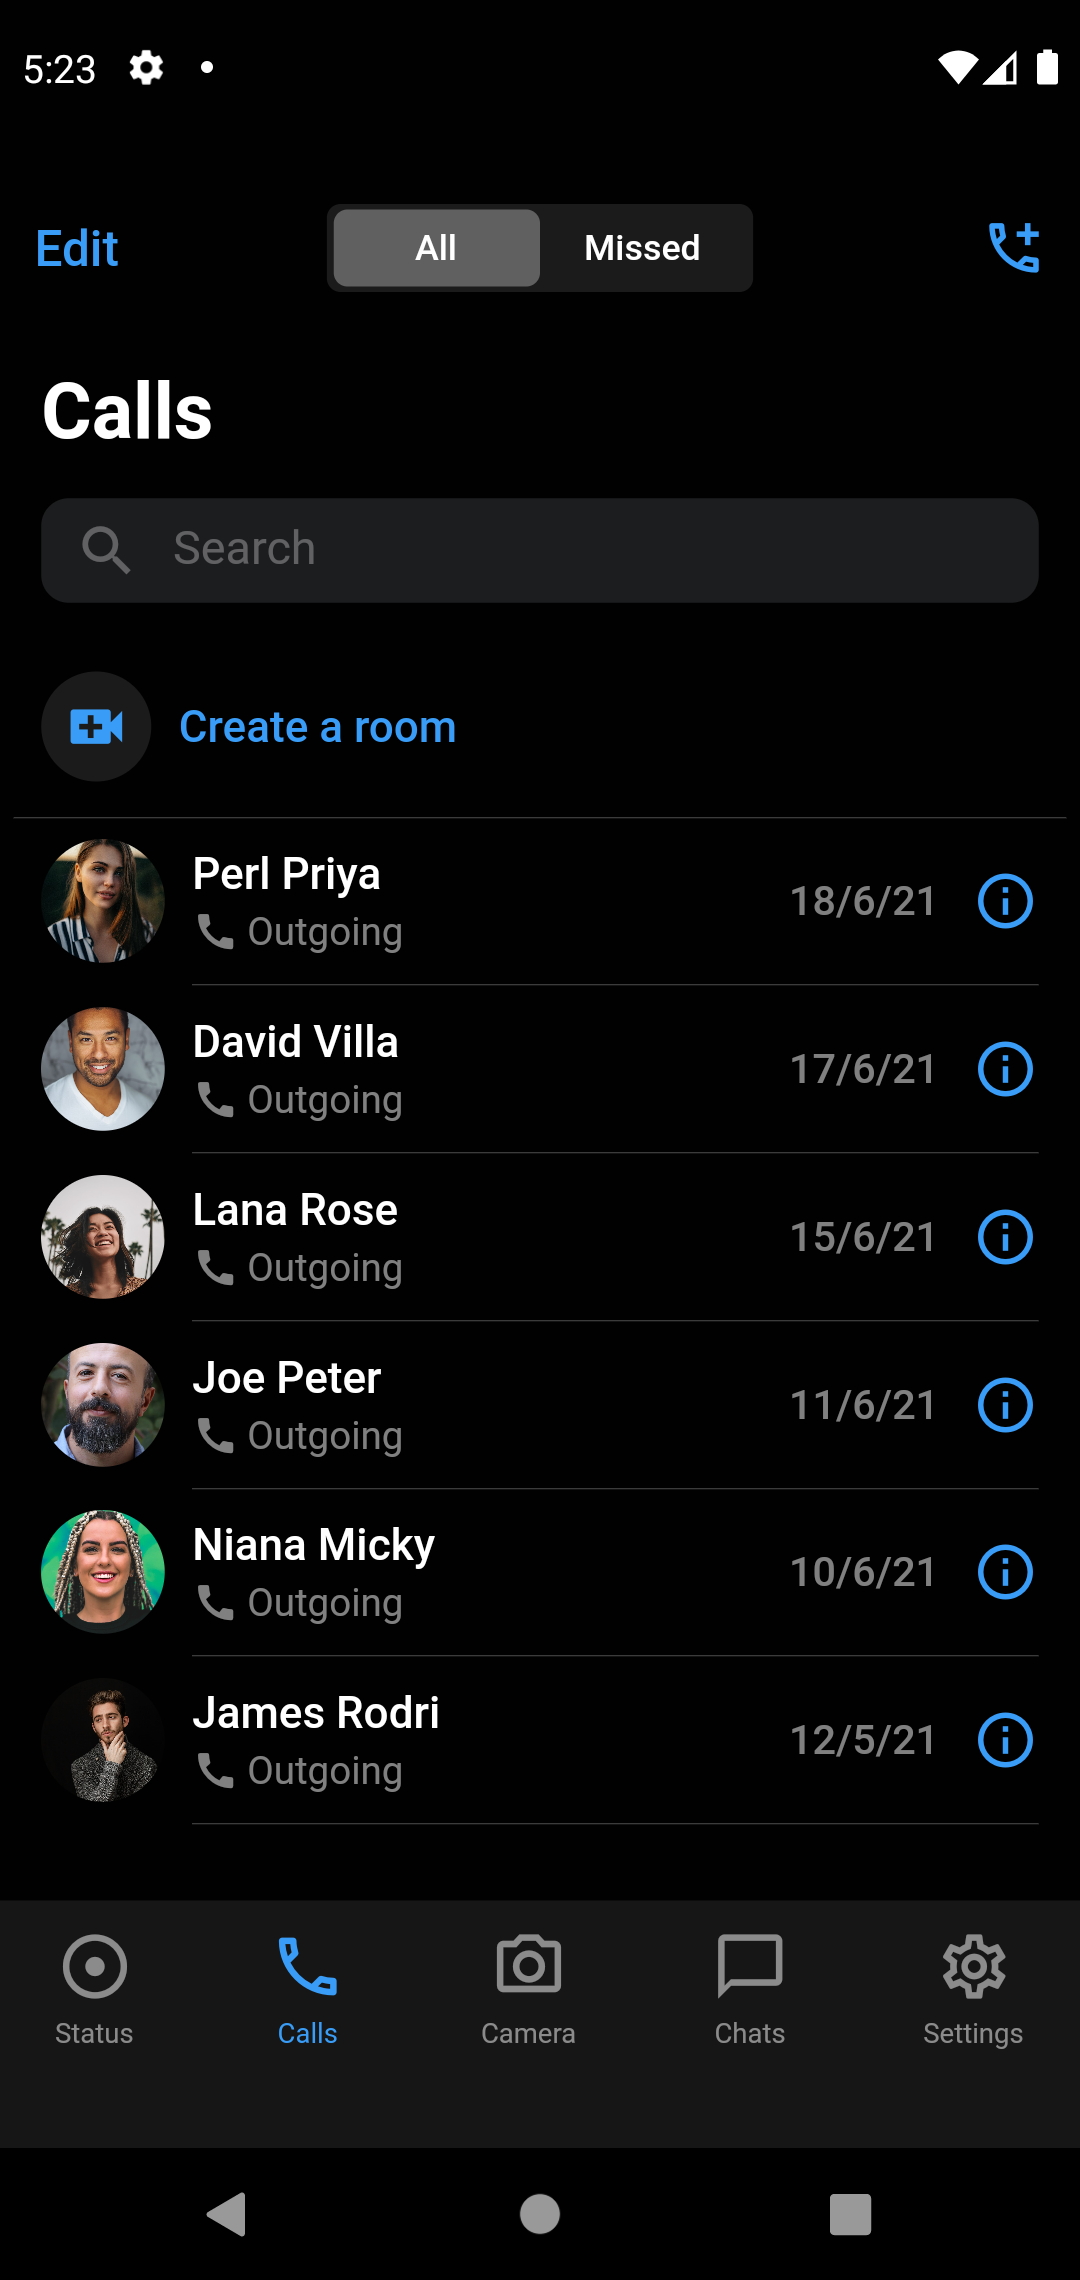 5:23
Edit
All
Missed
Calls
Search
Create a room
Perl Priya
Outgoing
18/6/21
David Villa
Outgoing
17/6/21
Lana Rose
Outgoing
15/6/21
Joe Peter
Outgoing
11/6/21
Niana Micky
Outgoing
10/6/21
James Rodri
Outgoing
12/5/21
Status
Calls
Camera
Chats
Settings